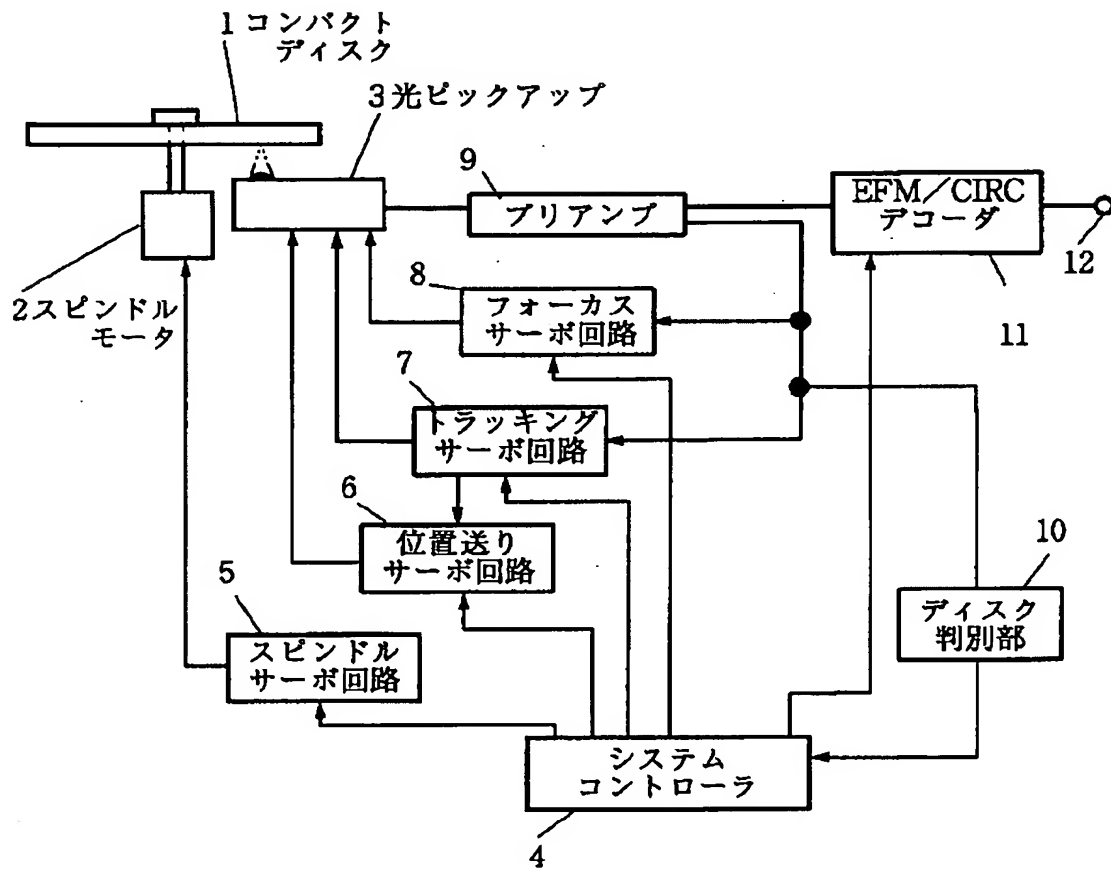 1 コンパクト
ディスク
3 光ピックアップ
9
プリアンプ
EFM／CIRC
デコーダ
12
11
2 スピンドル
モータ
8
フォーカス
サーボ回路
7
トラッキング
サーボ回路
6
位置送り
サーボ回路
10
ディスク
判別部
5
スピンドル
サーボ回路
システム
コントローラ
4